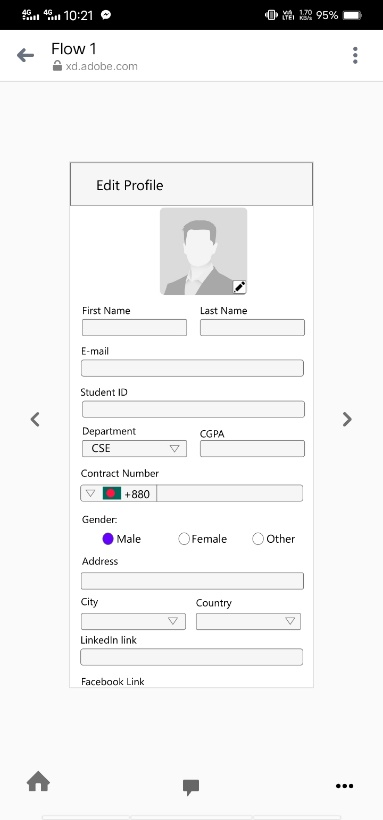 4G 4G 10:21 Vo) LTE1 1.70 KB/s 95%
Flow 1
xd.adobe.com
Edit Profile
First Name Last Name
E-mail
Student ID
Department CGPA
CSE
Contract Number
+880
Gender:
Male Female Other
Address
City Country
LinkedIn link
Facebook Link